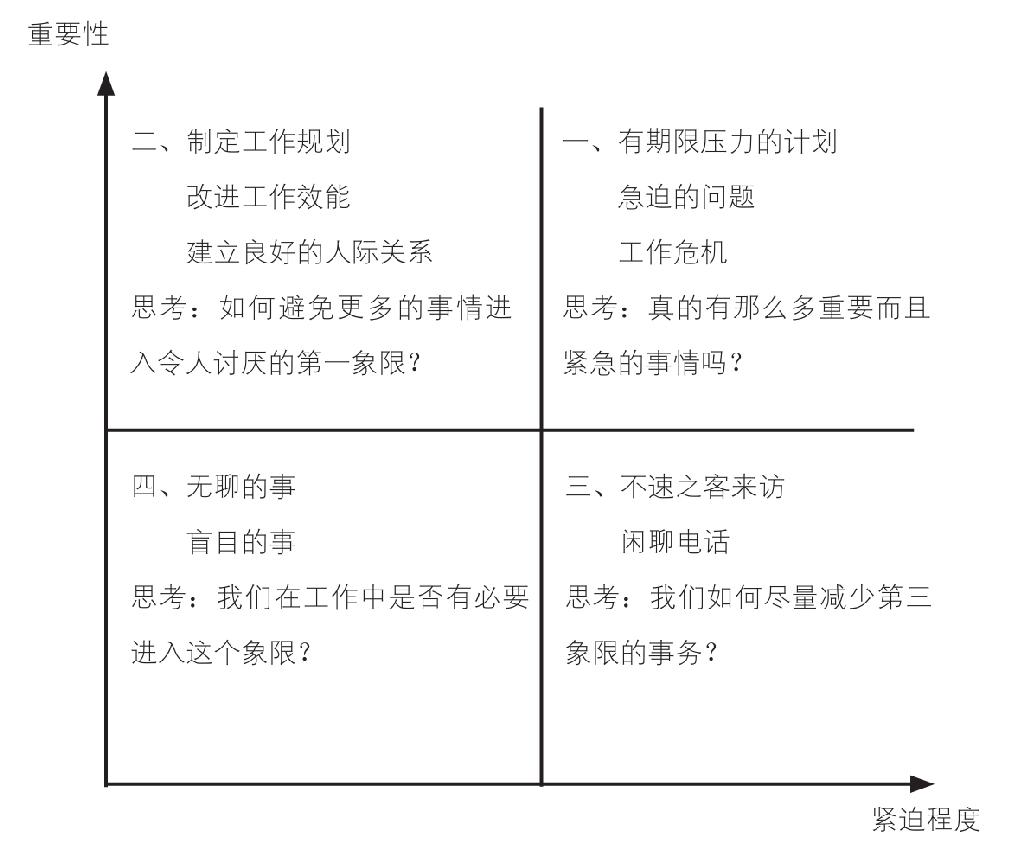 重要性
二、制定工作规划
改进工作效能
建立良好的人际关系
思考：如何避免更多的事情进
入令人讨厌的第一象限？
一、有期限压力的计划
急迫的问题
工作危机
思考：真的有那么多重要而且
紧急的事情吗？
四、无聊的事
盲目的事
思考：我们在工作中是否有必要
进入这个象限？
三、不速之客来访
闲聊电话
思考：我们如何尽量减少第三
象限的事务？
紧迫程度